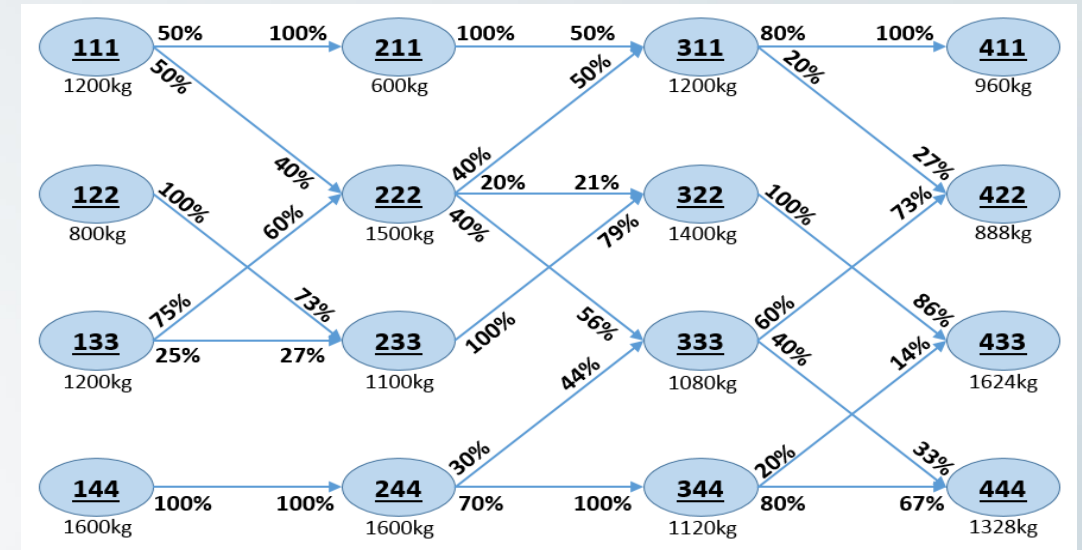 50% 100% 100% 50% 80% 100%
111 211 311 411
1200kg 600kg 1200kg 960kg
50% 50% 20%
40% 40% 27%
20% 21%
122 222 322 422
100% 60% 40% 79% 100% 73%
800kg 1500kg 1400kg 888kg
75% 73% 100% 56% 60% 86%
133 233 333 433
25% 27% 44% 40% 14%
1200kg 1100kg 1080kg 1624kg
30% 20% 33%
144 244 344 444
100% 100% 70% 100% 80% 67%
1600kg 1600kg 1120kg 1328kg